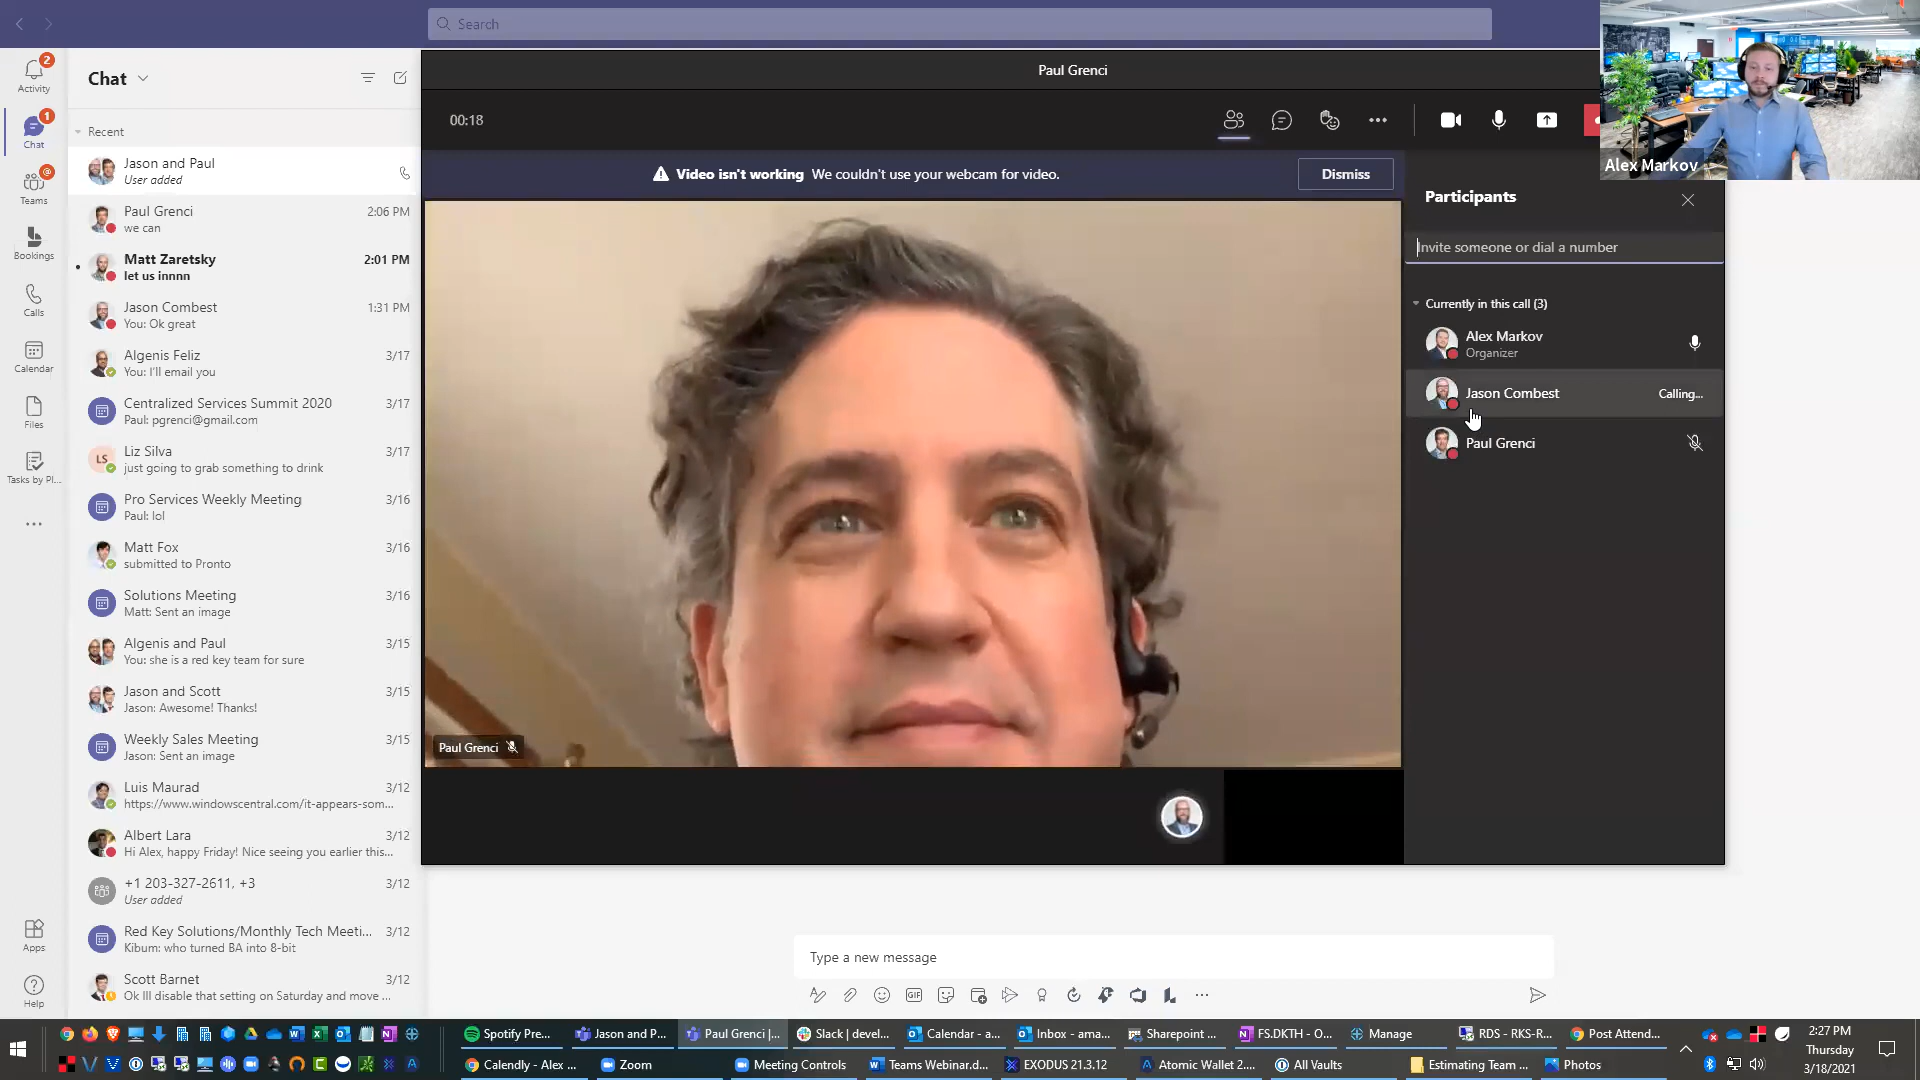 Search
Activity
2
Chat
1
Teams
@
Bookings
Calls
Calendar
Files
Tasks by Pl...
Apps
Help
Chat
Recent
Jason and Paul
User added
Paul Grenci 2:06 PM
we can
Matt Zaretsky 2:01 PM
let us innnn
Jason Combest 1:31 PM
You: Ok great
Algenis Feliz 3/17
You: I'll email you
Centralized Services Summit 2020 3/17
Paul: pgrenci@gmail.com
LS
Liz Silva 3/17
just going to grab something to drink
Pro Services Weekly Meeting 3/16
Paul: lol
Matt Fox 3/16
submitted to Pronto
Solutions Meeting 3/16
Matt: Sent an image
Algenis and Paul 3/15
You: she is a red key team for sure
Jason and Scott 3/15
Jason: Awesome! Thanks!
Weekly Sales Meeting 3/15
Jason: Sent an image
Luis Maurad 3/12
https://www.windowscentral.com/it-appears-som...
Albert Lara 3/12
Hi Alex, happy Friday! Nice seeing you earlier this...
+1 203-327-2611, +3 3/12
User added
Red Key Solutions/Monthly Tech Meeti... 3/12
Kibum: who turned BA into 8-bit
Scott Barnet 3/12
Ok Ill disable that setting on Saturday and move ...
Paul Grenci
00:18
Video isn't working We couldn't use your webcam for video.
Dismiss
Paul Grenci
Alex Markov
Participants
Invite someone or dial a number
Currently in this call (3)
Alex Markov
Organizer
Jason Combest Calling...
Paul Grenci
Type a new message
GIF
Spotify Pre... Jason and P... Paul Grenci |... Slack | devel... Calendar - a... Inbox - ama... Sharepoint ... FS.DKTH - O... Manage RDS - RKS-R... Post Attend...
Calendly - Alex ... Zoom Meeting Controls Teams Webinar.d... EXODUS 21.3.12 Atomic Wallet 2.... All Vaults Estimating Team ... Photos
2:27 PM
Thursday
3/18/2021